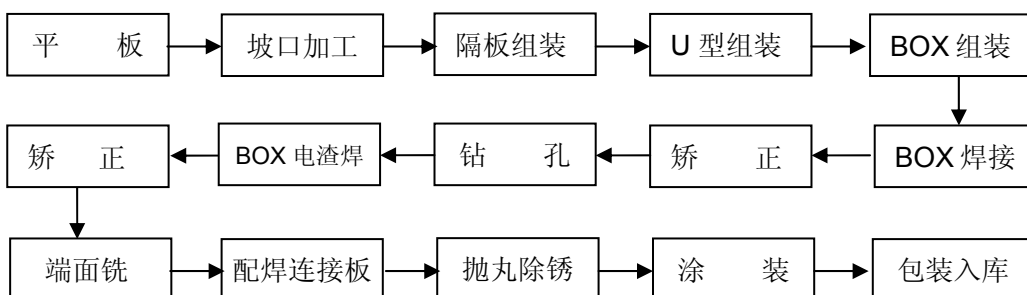 平 板 坡口加工 隔板组装 U 型组装 BOX 组装
矫 正 BOX 电渣焊 钻 孔 矫 正 BOX 焊接
端面铣 配焊连接板 抛丸除锈 涂 装 包装入库